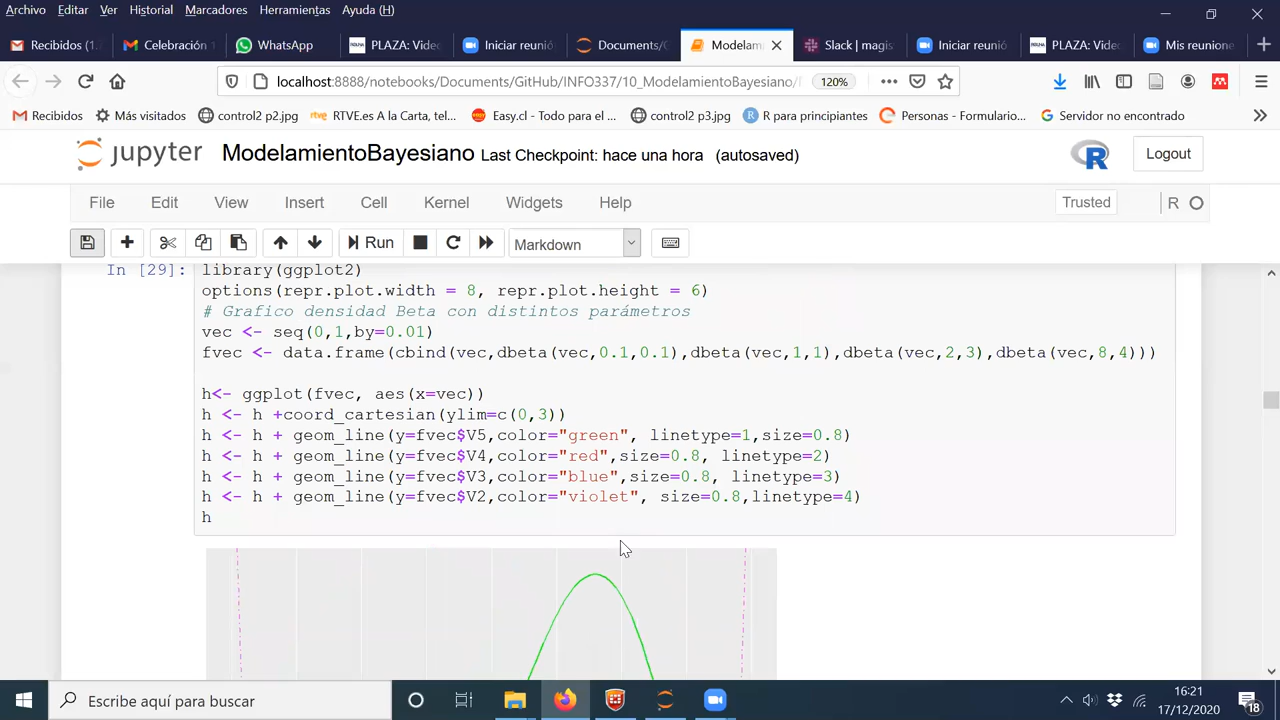 Archivo Editar Ver Historial Marcadores Herramientas Ayuda (H)
Recibidos (1. Celebración 1 WhatsApp PLAZA: Vide Iniciar reunió Documents/G Modelam Slack | magis Iniciar reunió PLAZA: Vide Mis reunione
localhost:8888/notebooks/Documents/GitHub/INFO337/10_ModelamientoBayesiano/ 120%
Recibidos Más visitados control2 p2.jpg RTVE.es A la Carta, tel... Easy.cl - Todo para el ... control2 p3.jpg R para principiantes Personas - Formulario... Servidor no encontrado
jupyter ModelamientoBayesiano Last Checkpoint: hace una hora (autosaved) R Logout
File Edit View Insert Cell Kernel Widgets Help Trusted R
Run Markdown
In [29]: library(ggplot2)
options(repr.plot.width = 8, repr.plot.height = 6)
# Grafico densidad Beta con distintos parámetros
vec <- seq(0,1,by=0.01)
fvec <- data.frame(cbind(vec,dbeta(vec,0.1,0.1),dbeta(vec,1,1),dbeta(vec,2,3),dbeta(vec,8,4)))
h<- ggplot(fvec, aes(x=vec))
h <- h +coord_cartesian(ylim=c(0,3))
h <- h + geom_line(y=fvec$V5,color="green", linetype=1,size=0.8)
h <- h + geom_line(y=fvec$V4,color="red",size=0.8, linetype=2)
h <- h + geom_line(y=fvec$V3,color="blue",size=0.8, linetype=3)
h <- h + geom_line(y=fvec$V2,color="violet", size=0.8,linetype=4)
h
Escribe aquí para buscar
16:21
17/12/2020
18